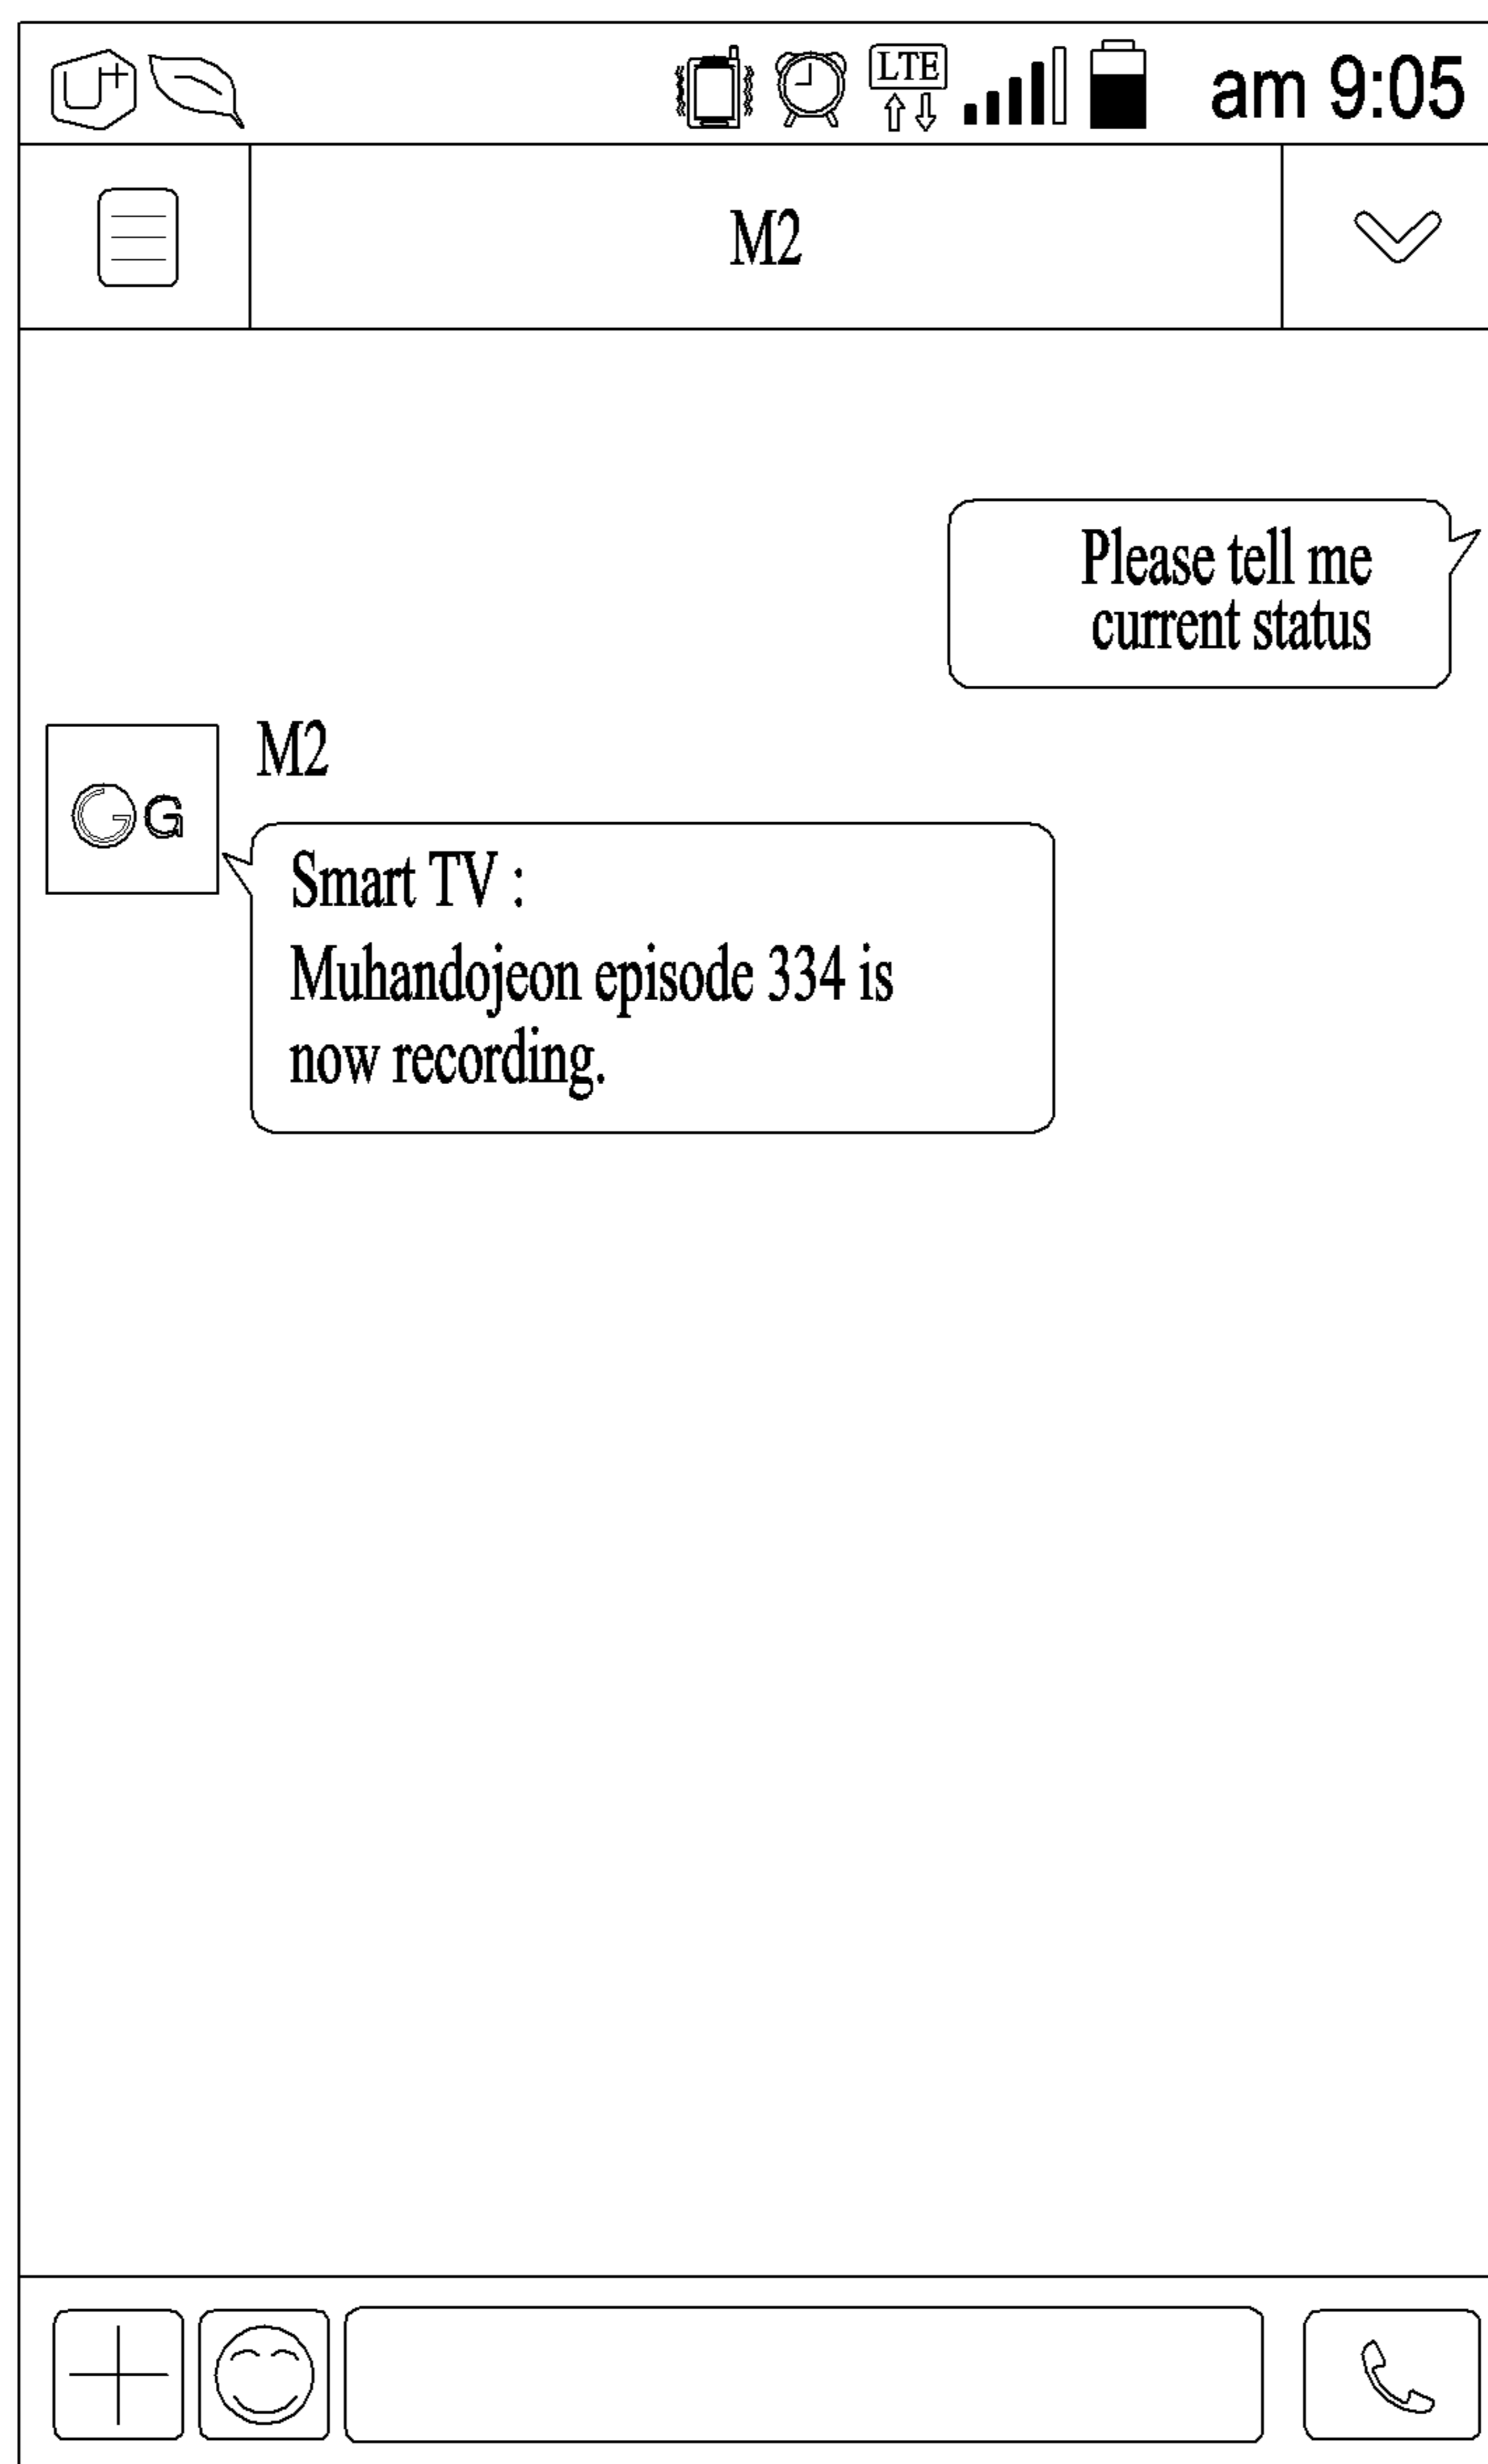 U+
LTE
am 9:05
M2
Please tell me
current status
M2
GG
Smart TV :
Muhandojeon episode 334 is
now recording.